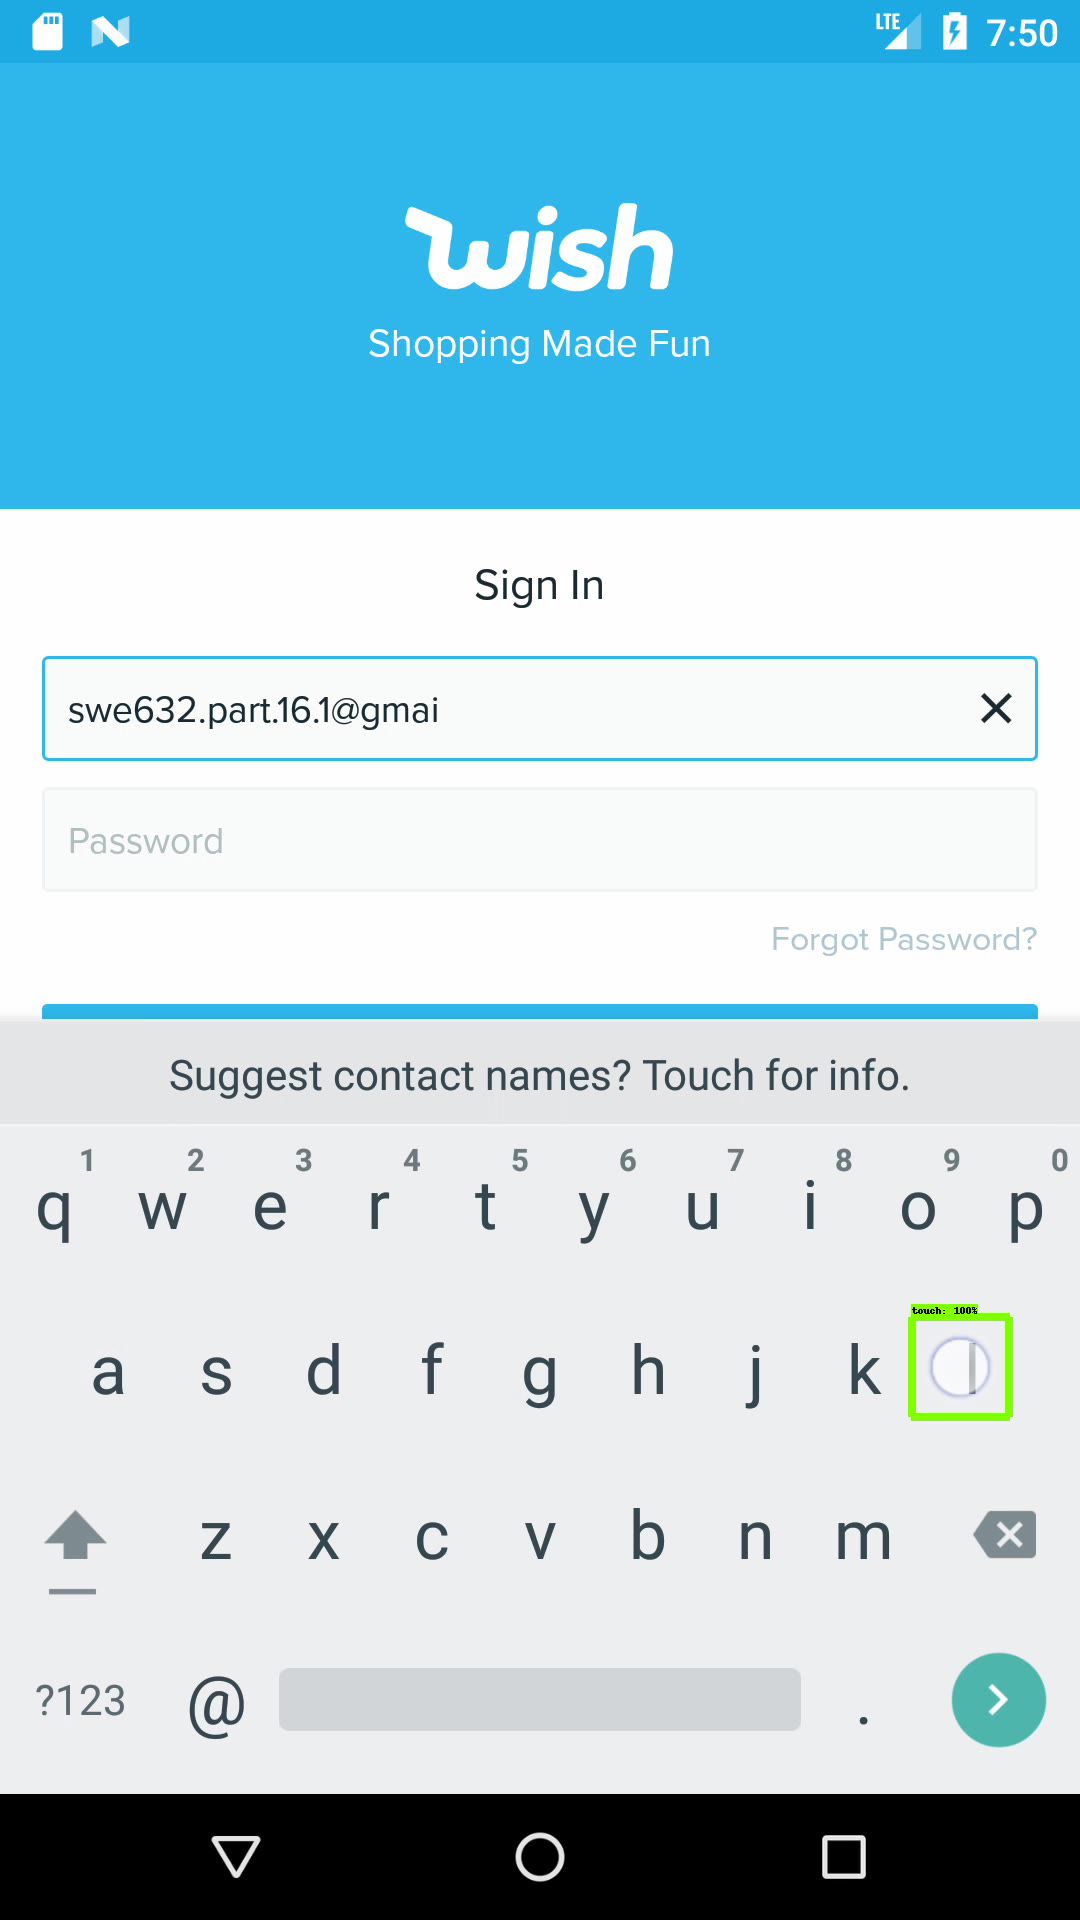 LTE 7:50
wish
Shopping Made Fun
Sign In
swe632.part.16.1@gmai
Password
Forgot Password?
Suggest contact names? Touch for info.
1 2 3 4 5 6 7 8 9 0
q w e r t y u i o p
touch: 100%
a s d f g h j k l
z x c v b n m
?123 @ .